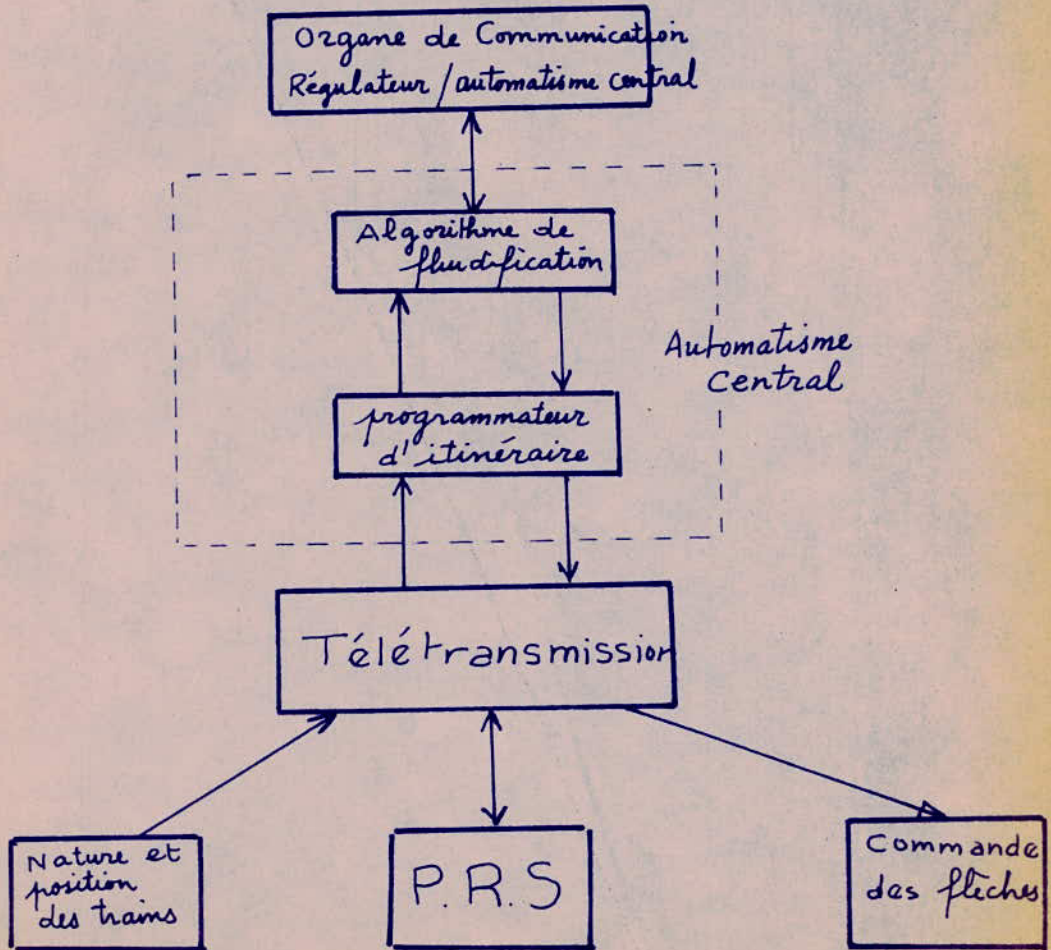 Organe de Communication
Régulateur / automatisme central
Algorithme de
fluidification
Automatisme
Central
programmateur
d'itinéraire
Télétransmission
Nature et
position
des trains
P.R.S
Commande
des flèches